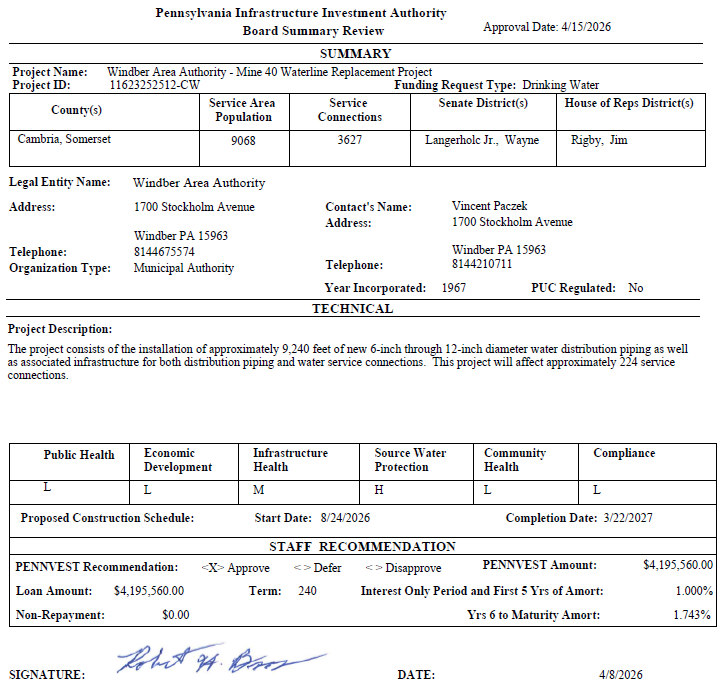 Pennsylvania Infrastructure Investment Authority
Board Summary Review
Approval Date: 4/15/2026
SUMMARY
Project Name: Windber Area Authority - Mine 40 Waterline Replacement Project
Project ID: 11623252512-CW Funding Request Type: Drinking Water
County(s) Service Area Population Service Connections Senate District(s) House of Reps District(s)
Cambria, Somerset 9068 3627 Langerholc Jr., Wayne Rigby, Jim
Legal Entity Name: Windber Area Authority
Address: 1700 Stockholm Avenue Contact's Name: Vincent Paczek
Address: 1700 Stockholm Avenue
Windber PA 15963 Windber PA 15963
Telephone: 8144675574
Organization Type: Municipal Authority Telephone: 8144210711
Year Incorporated: 1967 PUC Regulated: No
TECHNICAL
Project Description:
The project consists of the installation of approximately 9,240 feet of new 6-inch through 12-inch diameter water distribution piping as well
as associated infrastructure for both distribution piping and water service connections. This project will affect approximately 224 service
connections.
Public Health Economic Development Infrastructure Health Source Water Protection Community Health Compliance
L L M H L L
Proposed Construction Schedule: Start Date: 8/24/2026 Completion Date: 3/22/2027
STAFF RECOMMENDATION
PENNVEST Recommendation: <X> Approve < > Defer < > Disapprove PENNVEST Amount: $4,195,560.00
Loan Amount: $4,195,560.00 Term: 240 Interest Only Period and First 5 Yrs of Amort: 1.000%
Non-Repayment: $0.00 Yrs 6 to Maturity Amort: 1.743%
SIGNATURE: DATE: 4/8/2026